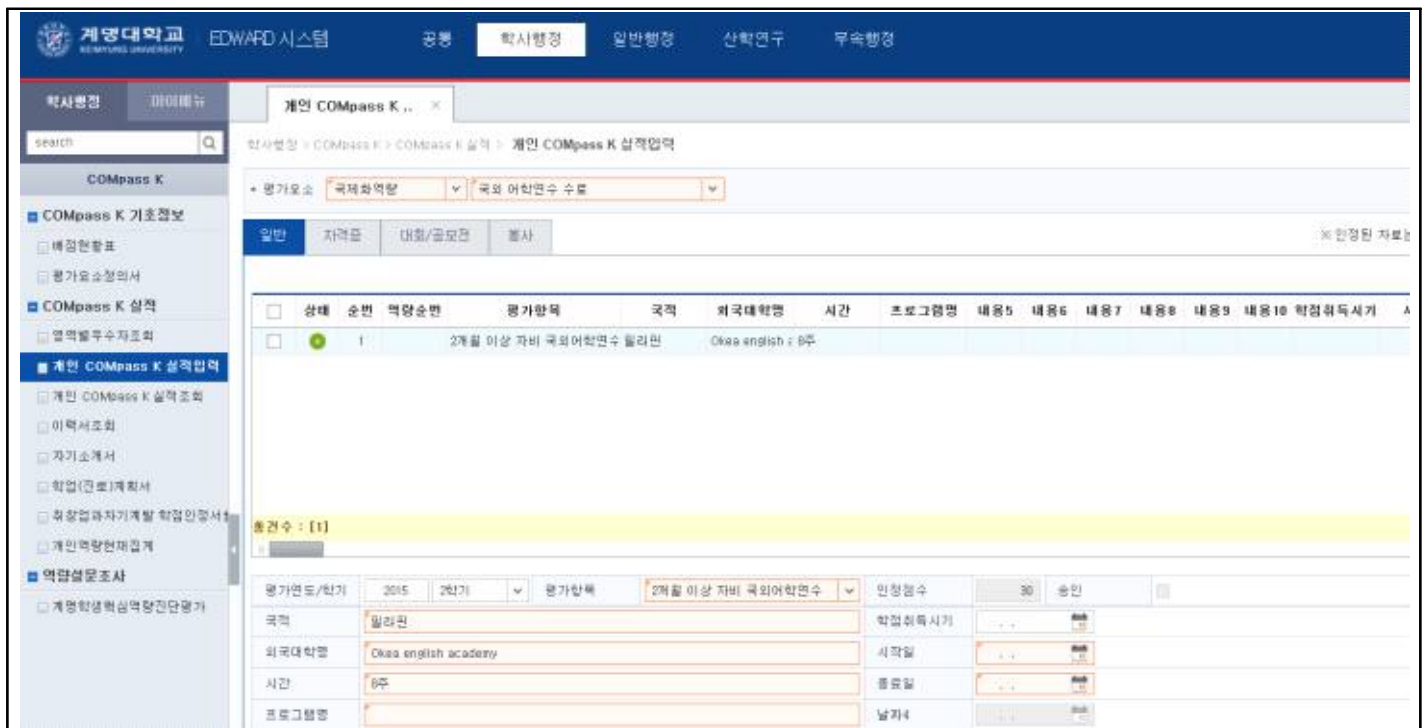 계명대학교 EDWARD 시스템 공통 학사행정 일반행정 산학연구 부속행정
KEIMYUNG UNIVERSITY
학사행정 마이메뉴 개인 COMpass K .. ×
search
학사행정 > COMpass K > COMpass K 실적 > 개인 COMpass K 실적입력
COMpass K
• 평가요소 국제화역량 국외 어학연수 수료
COMpass K 기초정보
일반 자격증 대회/공모전 봉사 ※ 인정된 자료는
배점현황표
평가요소정의서
COMpass K 실적
상태 순번 역량순번 평가항목 국적 외국대학명 시간 프로그램명 내용5 내용6 내용7 내용8 내용9 내용10 학점취득시기
영역별우수자조회
1 2개월 이상 자비 국외어학연수 필리핀 Okea english 8주
개인 COMpass K 실적입력
개인 COMpass K 실적조회
이력서조회
자기소개서
학업(진로)계획서
취창업과자기계발 학점인정서
총건수 : [1]
개인역량현재집계
역량설문조사
평가연도/학기 2015 2학기 평가항목 2개월 이상 자비 국외어학연수 인정점수 30 승인
계명학생핵심역량진단평가
국적 필리핀 학점취득시기 . .
외국대학명 Okea english academy 시작일 . .
시간 8주 종료일 . .
프로그램명 날짜4 . .